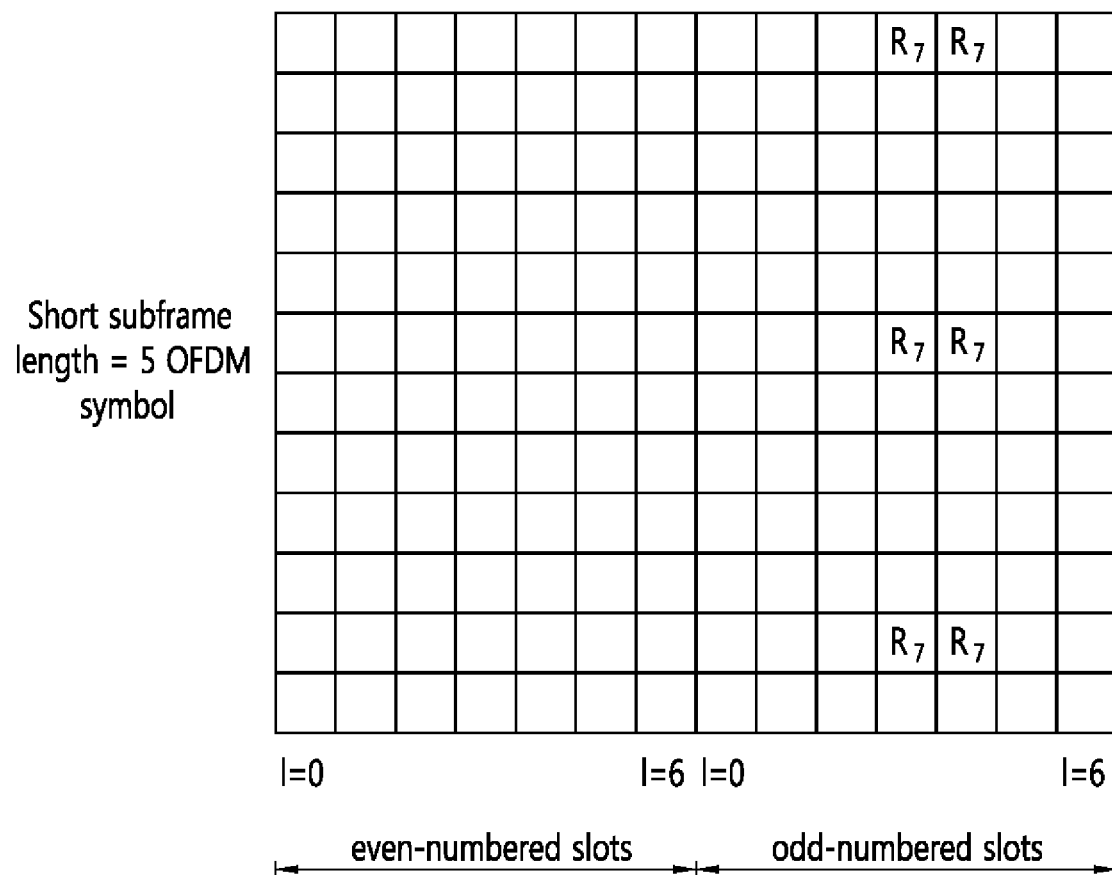 R₇ R₇
Short subframe
length = 5 OFDM
symbol
R₇ R₇
R₇ R₇
l=0 l=6 l=0 l=6
even-numbered slots odd-numbered slots